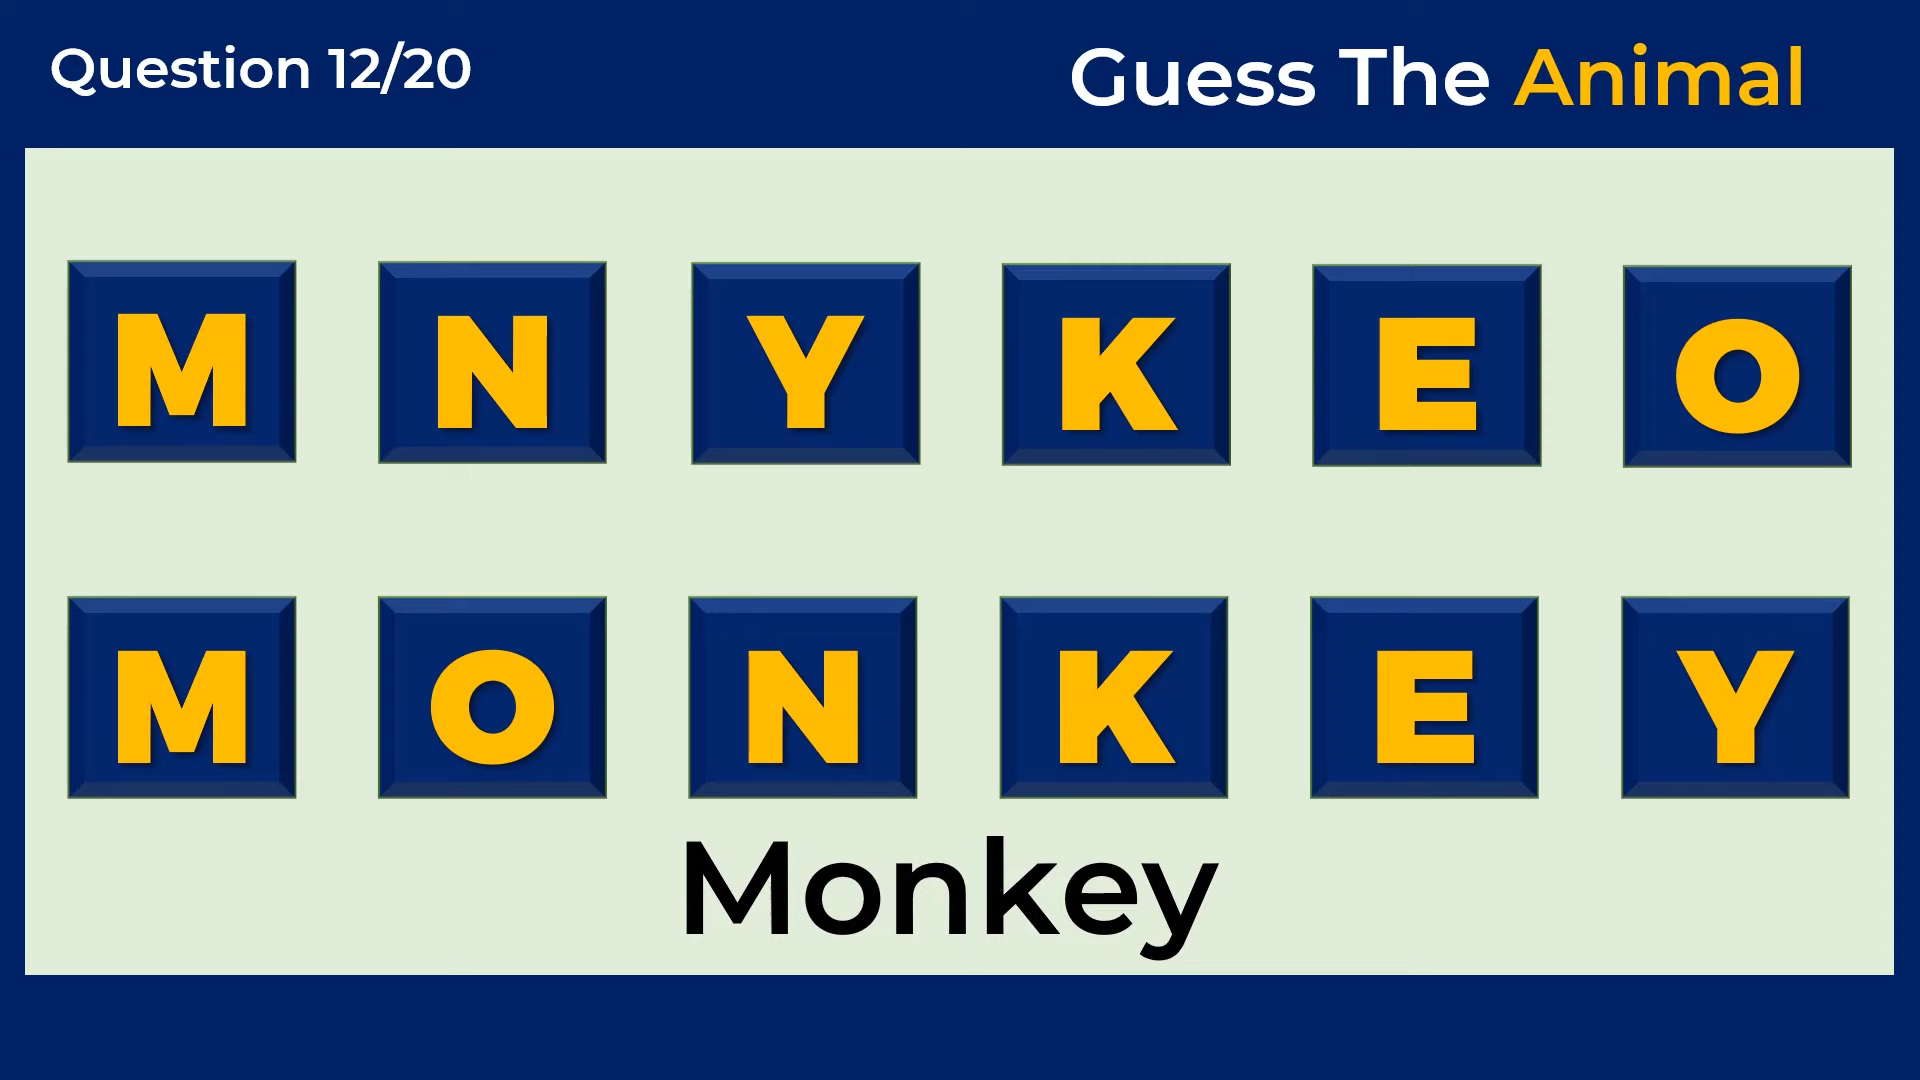 Question 12/20
Guess The Animal
M N Y K E O
M O N K E Y
Monkey